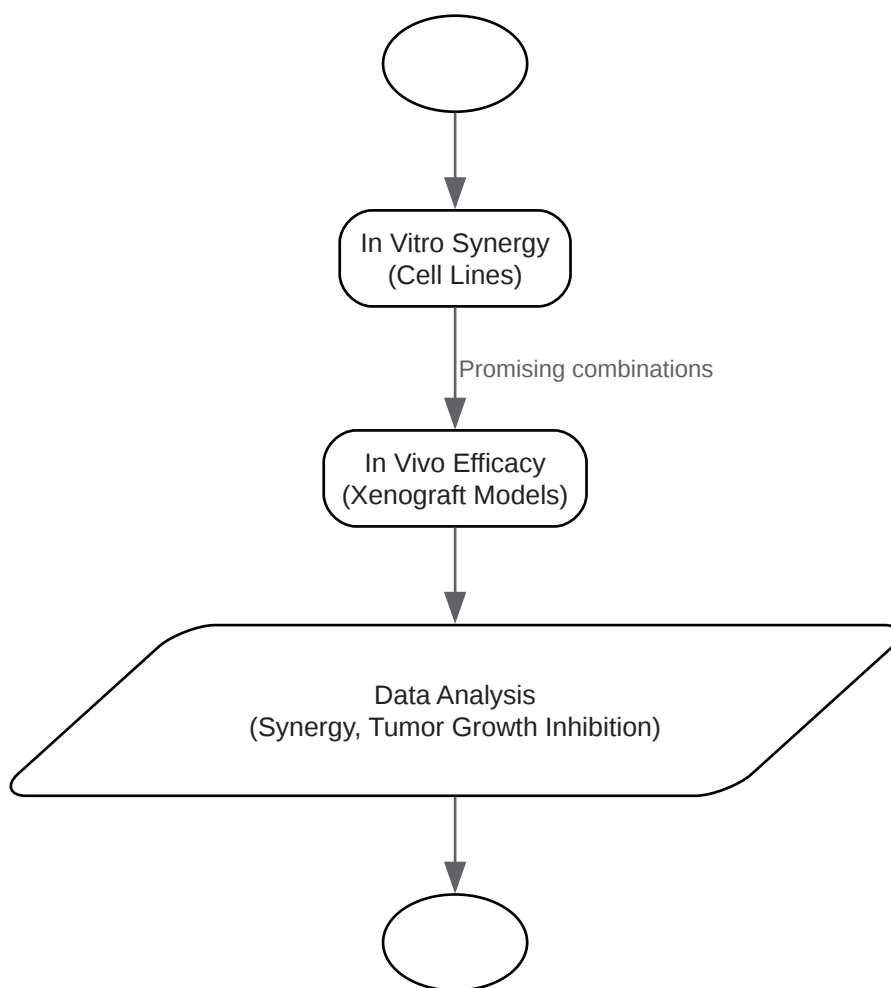 In Vitro Synergy
(Cell Lines)
Promising combinations
In Vivo Efficacy
(Xenograft Models)
Data Analysis
(Synergy, Tumor Growth Inhibition)